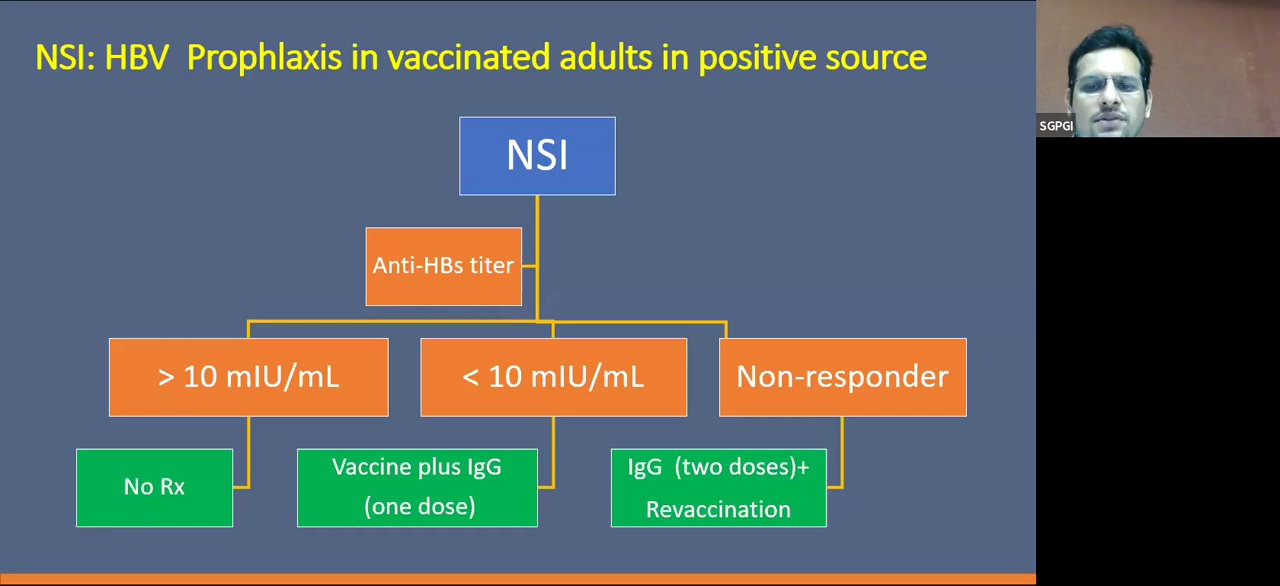 NSI: HBV Prophlaxis in vaccinated adults in positive source
SGPGI
NSI
Anti-HBs titer
> 10 mIU/mL
< 10 mIU/mL
Non-responder
No Rx
Vaccine plus IgG
(one dose)
IgG (two doses)+
Revaccination